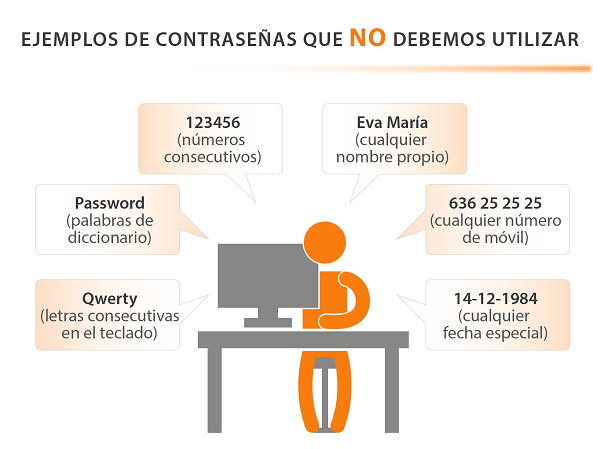 EJEMPLOS DE CONTRASEÑAS QUE NO DEBEMOS UTILIZAR
123456
(números
consecutivos)
Eva María
(cualquier
nombre propio)
Password
(palabras de
diccionario)
636 25 25 25
(cualquier número
de móvil)
Qwerty
(letras consecutivas
en el teclado)
14-12-1984
(cualquier
fecha especial)